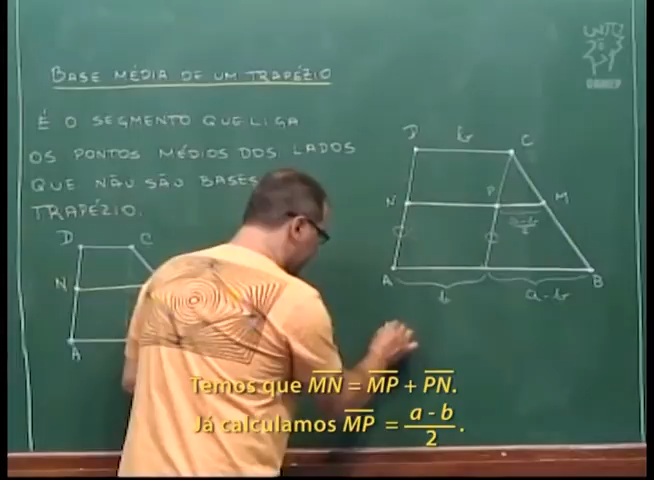 BASE MÉDIA DE UM TRAPÉZIO
É O SEGMENTO QUE LIGA
OS PONTOS MÉDIOS DOS LADOS
QUE NÃO SÃO BASES
TRAPÉZIO.
D C
N
A
D b C
N P M
a-b
2
A B
b a-b
Temos que MN = MP + PN.
Já calculamos MP = a - b
2 .